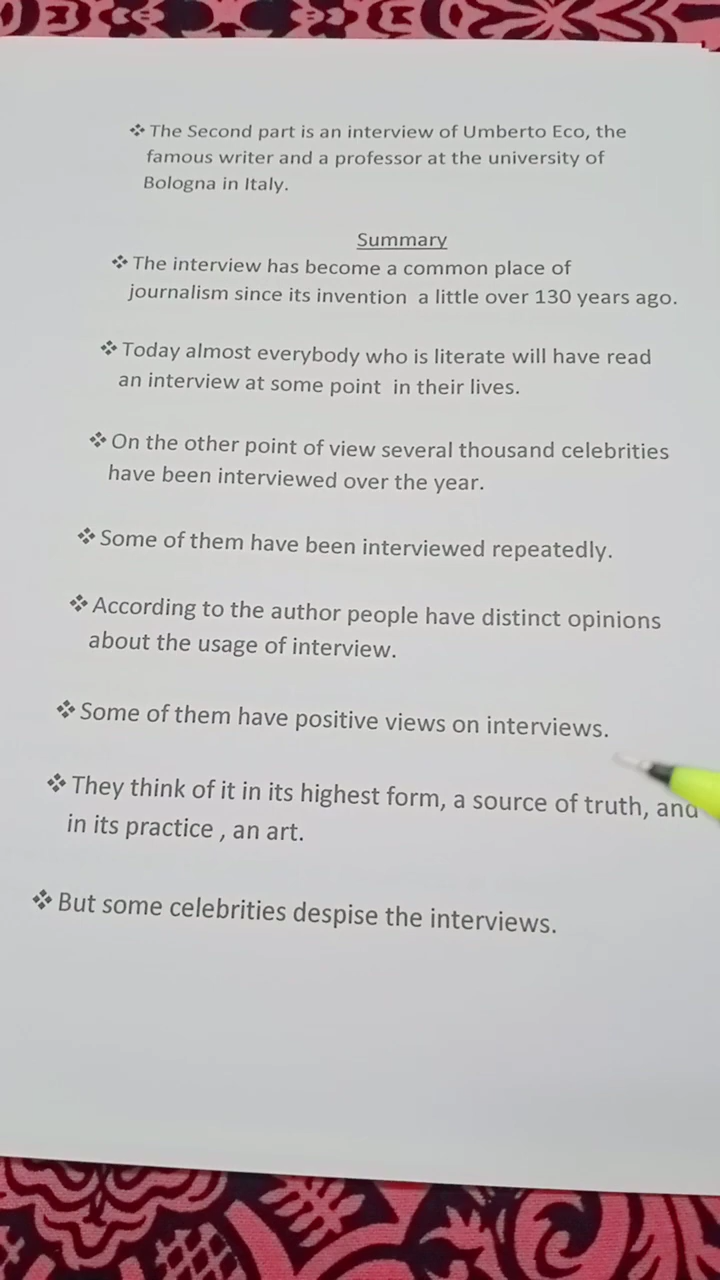 ❖ The Second part is an interview of Umberto Eco, the
famous writer and a professor at the university of
Bologna in Italy.
Summary
❖ The interview has become a common place of
journalism since its invention a little over 130 years ago.
❖ Today almost everybody who is literate will have read
an interview at some point in their lives.
❖ On the other point of view several thousand celebrities
have been interviewed over the year.
❖ Some of them have been interviewed repeatedly.
❖ According to the author people have distinct opinions
about the usage of interview.
❖ Some of them have positive views on interviews.
❖ They think of it in its highest form, a source of truth, and
in its practice , an art.
❖ But some celebrities despise the interviews.